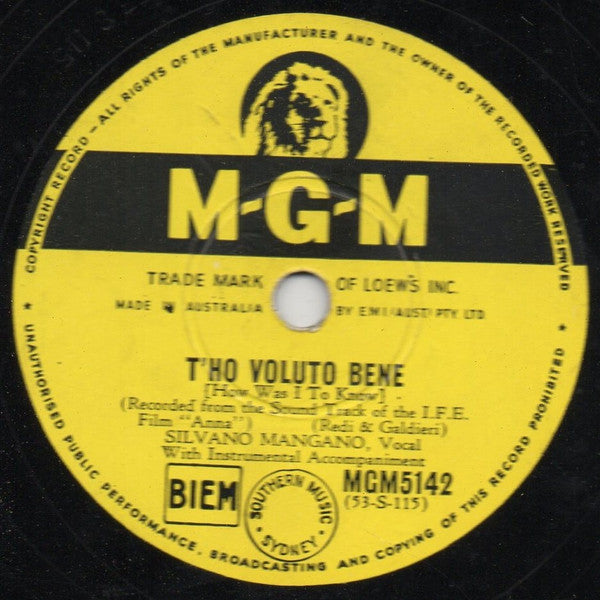 COPYRIGHT RECORD — ALL RIGHTS OF THE MANUFACTURER AND THE OWNER OF THE RECORDED WORK RESERVED
M-G-M
TRADE MARK OF LOEW'S INC.
MADE IN AUSTRALIA BY E.M.I (AUST) PTY LTD
T'HO VOLUTO BENE
[How Was I To Know]
(Recorded from the Sound Track of the I.F.E.
Film "Anna") (Redi & Galdieri)
SILVANO MANGANO, Vocal
With Instrumental Accompaniment
BIEM
SOUTHERN MUSIC • SYDNEY •
MGM5142
(53-S-115)
★ UNAUTHORISED PUBLIC PERFORMANCE, BROADCASTING AND COPYING OF THIS RECORD PROHIBITED ★